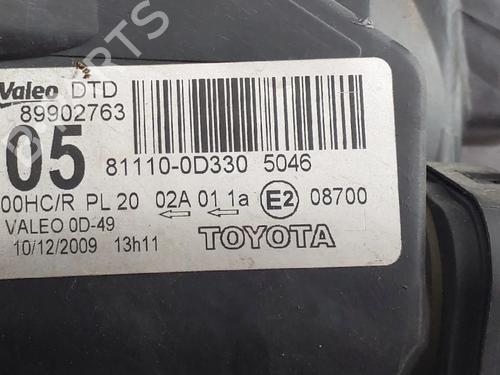 Valeo DTD
89902763
05 81110-0D330 5046
00HC/R PL 20 02A 01 1a E2 08700
VALEO 0D-49
10/12/2009 13h11 TOYOTA